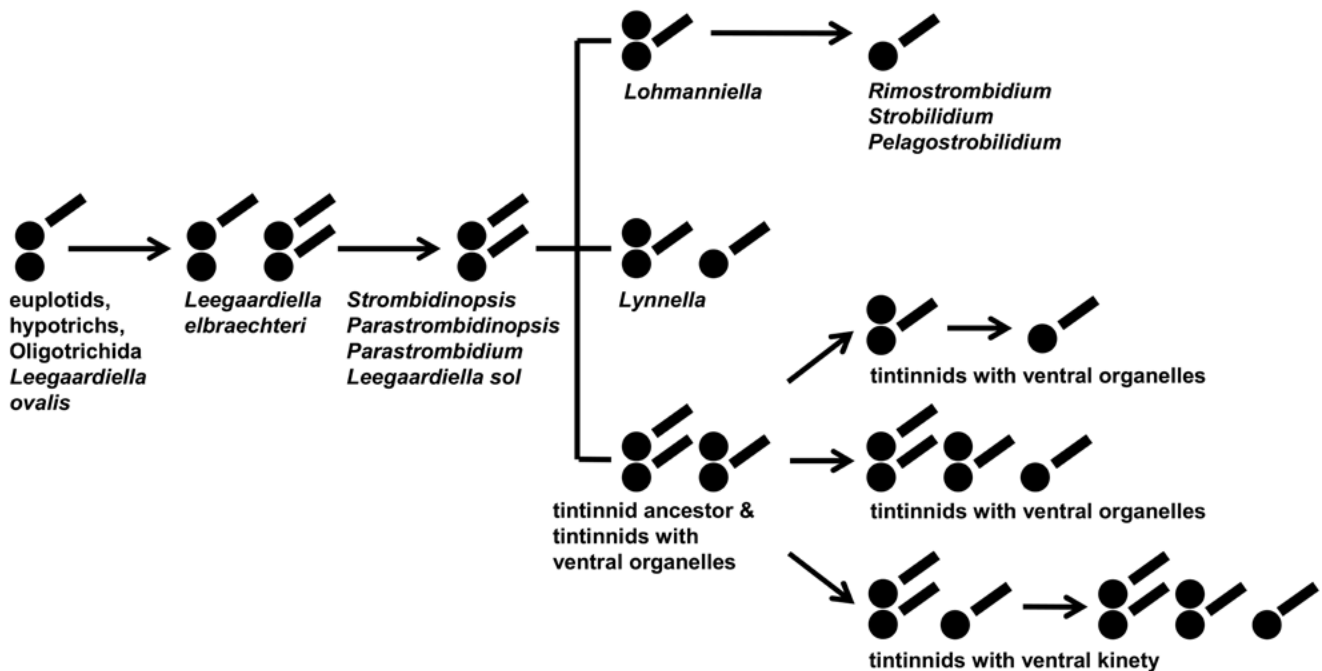 Lohmanniella
Rimostrombidium
Strobilidium
Pelagostrobilidium
euplotids,
hypotrichs,
Oligotrichida
Leegaardiella
ovalis
Leegaardiella
elbraechteri
Strombidinopsis
Parastrombidinopsis
Parastrombidium
Leegaardiella sol
Lynnella
tintinnids with ventral organelles
tintinnid ancestor &
tintinnids with
ventral organelles
tintinnids with ventral organelles
tintinnids with ventral kinety